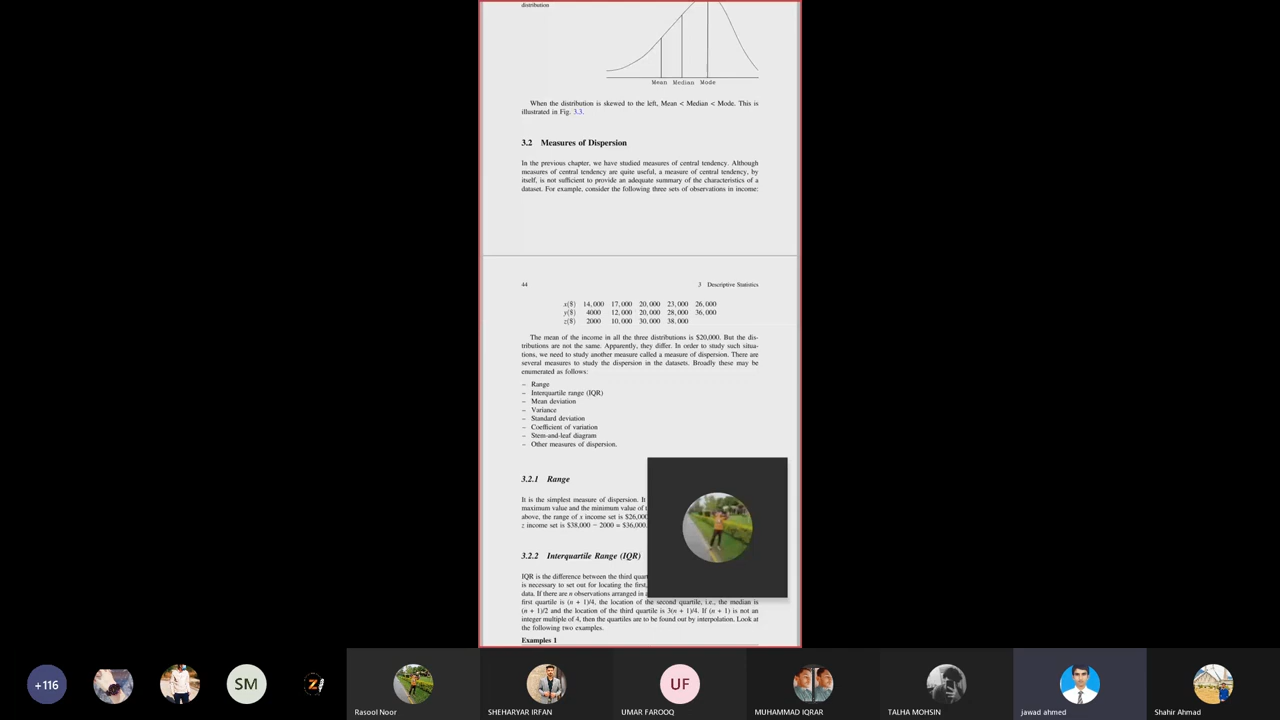 distribution
Mean Median Mode
When the distribution is skewed to the left, Mean < Median < Mode. This is
illustrated in Fig. 3.3.
3.2 Measures of Dispersion
In the previous chapter, we have studied measures of central tendency. Although
measures of central tendency are quite useful, a measure of central tendency, by
itself, is not sufficient to provide an adequate summary of the characteristics of a
dataset. For example, consider the following three sets of observations in income:
44 3 Descriptive Statistics
x($) 14,000 17,000 20,000 23,000 26,000
y($) 4000 12,000 20,000 28,000 36,000
z($) 2000 10,000 30,000 38,000
The mean of the income in all the three distributions is $20,000. But the dis-
tributions are not the same. Apparently, they differ. In order to study such situa-
tions, we need to study another measure called a measure of dispersion. There are
several measures to study the dispersion in the datasets. Broadly these may be
enumerated as follows:
– Range
– Interquartile range (IQR)
– Mean deviation
– Variance
– Standard deviation
– Coefficient of variation
– Stem-and-leaf diagram
– Other measures of dispersion.
3.2.1 Range
It is the simplest measure of dispersion. It
maximum value and the minimum value of
above, the range of x income set is $26,000
z income set is $38,000 − 2000 = $36,000.
3.2.2 Interquartile Range (IQR)
IQR is the difference between the third
is necessary to set out for locating the first,
data. If there are n observations arranged in
first quartile is (n + 1)/4, the location of the second quartile, i.e., the median is
(n + 1)/2 and the location of the third quartile is 3(n + 1)/4. If (n + 1) is not an
integer multiple of 4, then the quartiles are to be found out by interpolation. Look at
the following two examples.
Examples 1
+116
SM
Z
UF
Rasool Noor
SHEHARYAR IRFAN
UMAR FAROOQ
MUHAMMAD IQRAR
TALHA MOHSIN
jawad ahmed
Shahir Ahmad